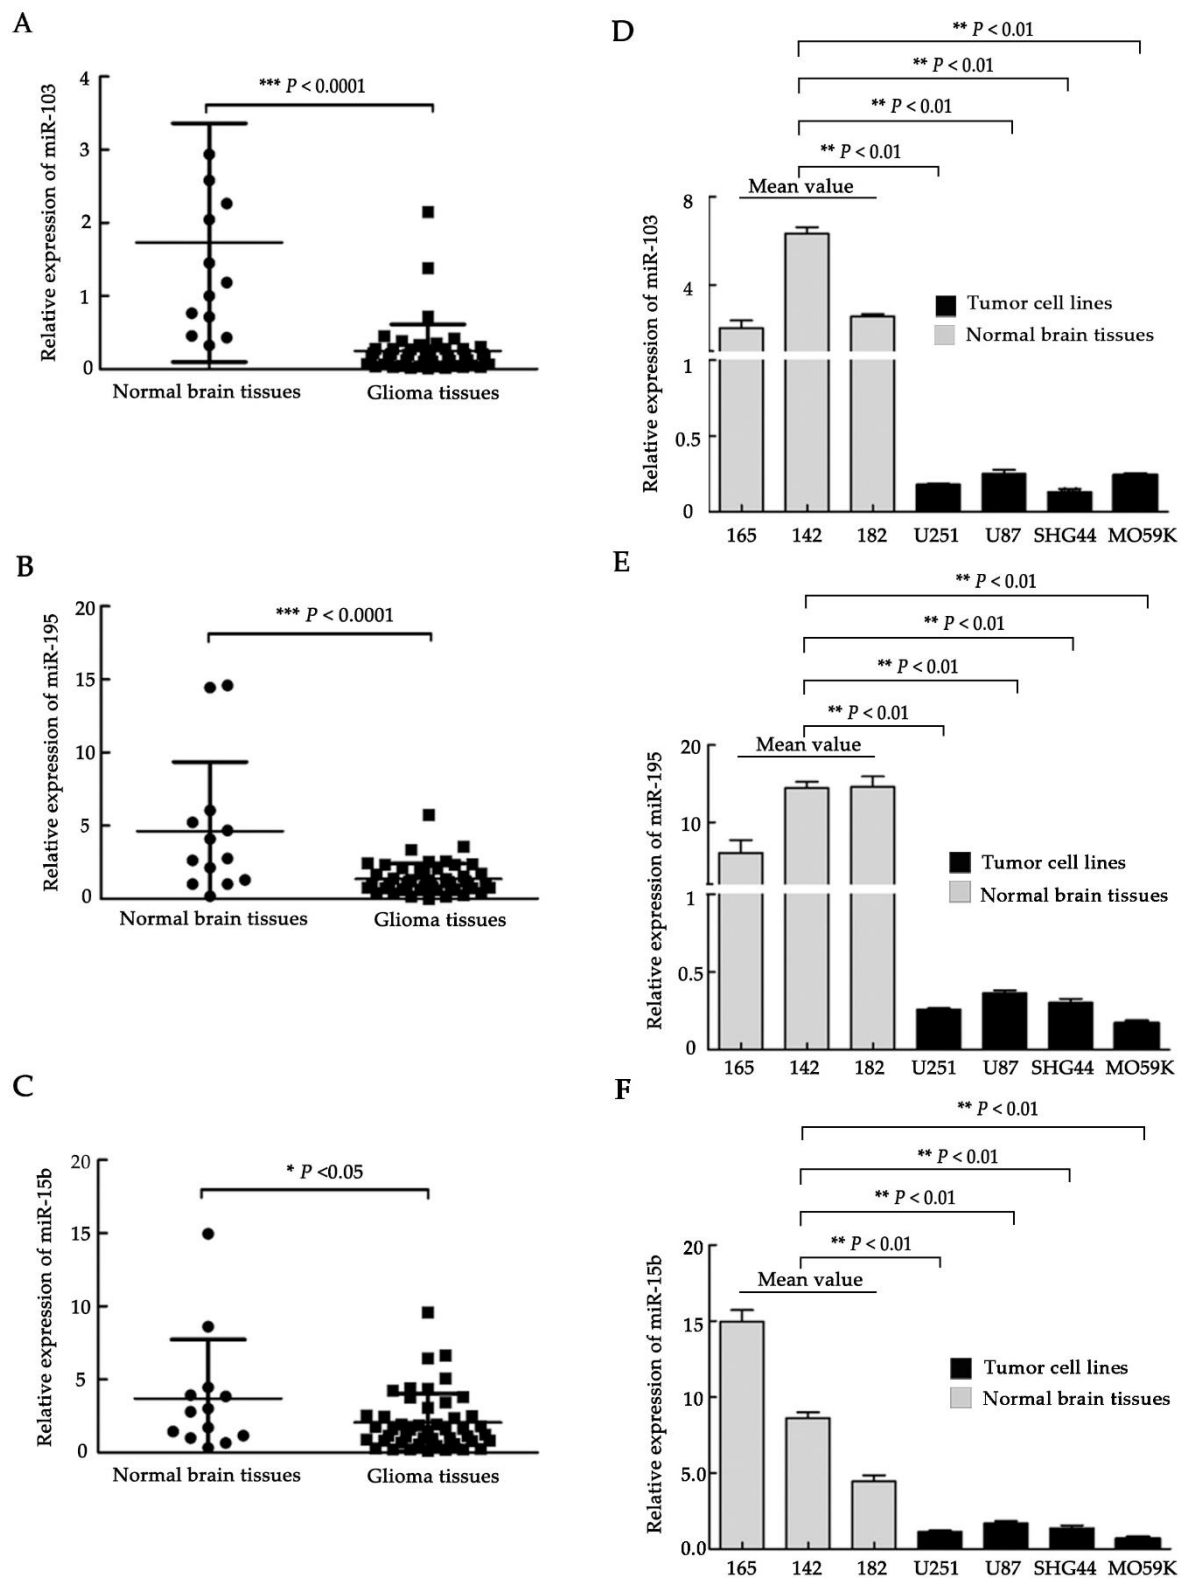 A
Relative expression of miR-103
4
3
2
1
0
*** P < 0.0001
Normal brain tissues
Glioma tissues
B
Relative expression of miR-195
20
15
10
5
0
*** P < 0.0001
Normal brain tissues
Glioma tissues
C
Relative expression of miR-15b
20
15
10
5
0
* P <0.05
Normal brain tissues
Glioma tissues
D
** P < 0.01
** P < 0.01
** P < 0.01
** P < 0.01
Mean value
Relative expression of miR-103
8
4
1
0.5
0
Tumor cell lines
Normal brain tissues
165 142 182 U251 U87 SHG44 MO59K
E
** P < 0.01
** P < 0.01
** P < 0.01
** P < 0.01
Mean value
Relative expression of miR-195
20
10
1
0.5
0
Tumor cell lines
Normal brain tissues
165 142 182 U251 U87 SHG44 MO59K
F
** P < 0.01
** P < 0.01
** P < 0.01
** P < 0.01
Mean value
Relative expression of miR-15b
20
15
10
5.0
0.0
Tumor cell lines
Normal brain tissues
165 142 182 U251 U87 SHG44 MO59K